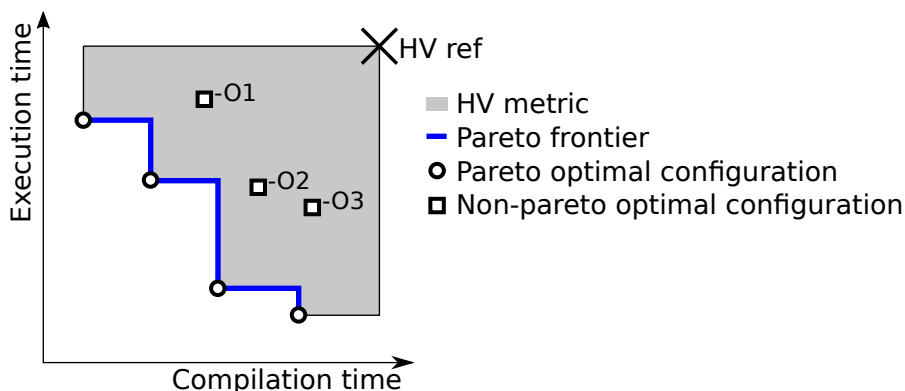 Execution time
HV ref
-O1
-O2
-O3
HV metric
Pareto frontier
Pareto optimal configuration
Non-pareto optimal configuration
Compilation time